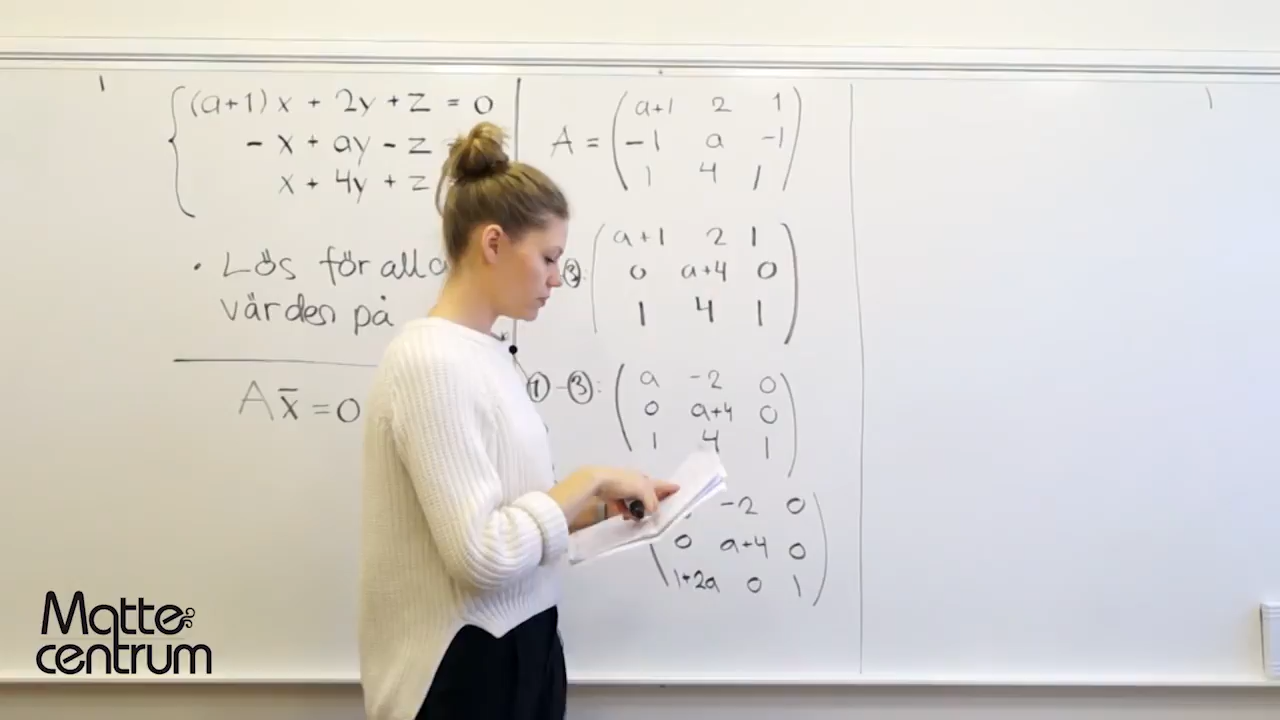 (a+1)x + 2y + z = 0
- x + ay - z
x + 4y + z
• Lös för alla
värden på
A x̄ = 0
A = ( a+1 2 1
-1 a -1
1 4 1 )
③: ( a+1 2 1
0 a+4 0
1 4 1 )
① - ③: ( a -2 0
0 a+4 0
1 4 1 )
-2 0
0 a+4 0
1+2a 0 1
Matte
centrum